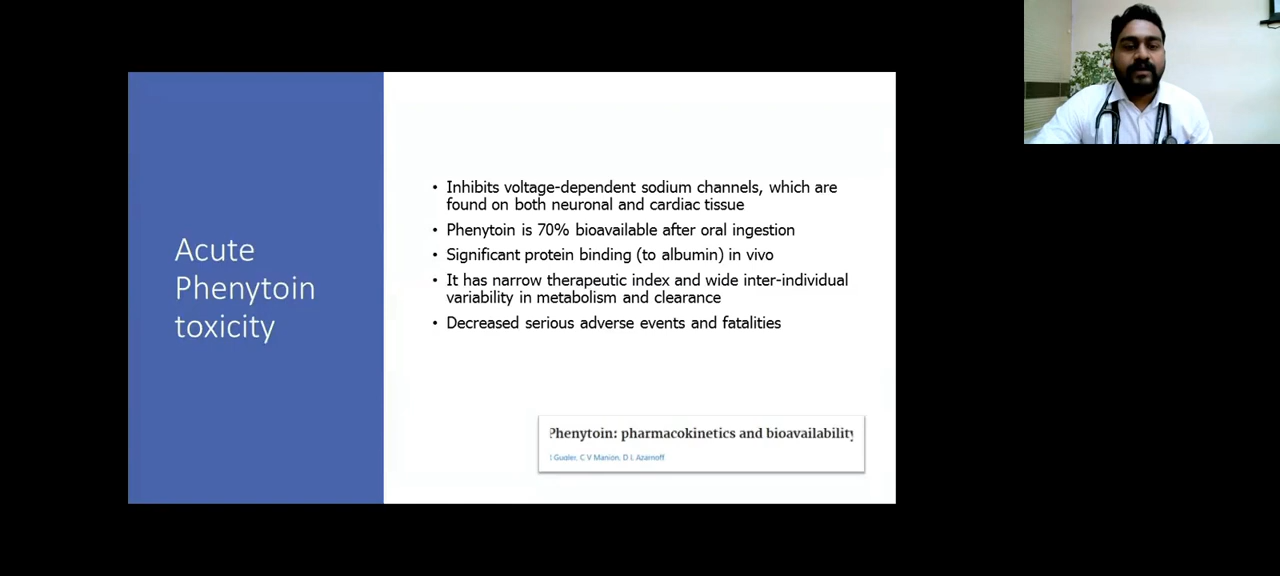 Acute
Phenytoin
toxicity
• Inhibits voltage-dependent sodium channels, which are
found on both neuronal and cardiac tissue
• Phenytoin is 70% bioavailable after oral ingestion
• Significant protein binding (to albumin) in vivo
• It has narrow therapeutic index and wide inter-individual
variability in metabolism and clearance
• Decreased serious adverse events and fatalities
Phenytoin: pharmacokinetics and bioavailability
Gugler, C V Manion, D L Azarnoff